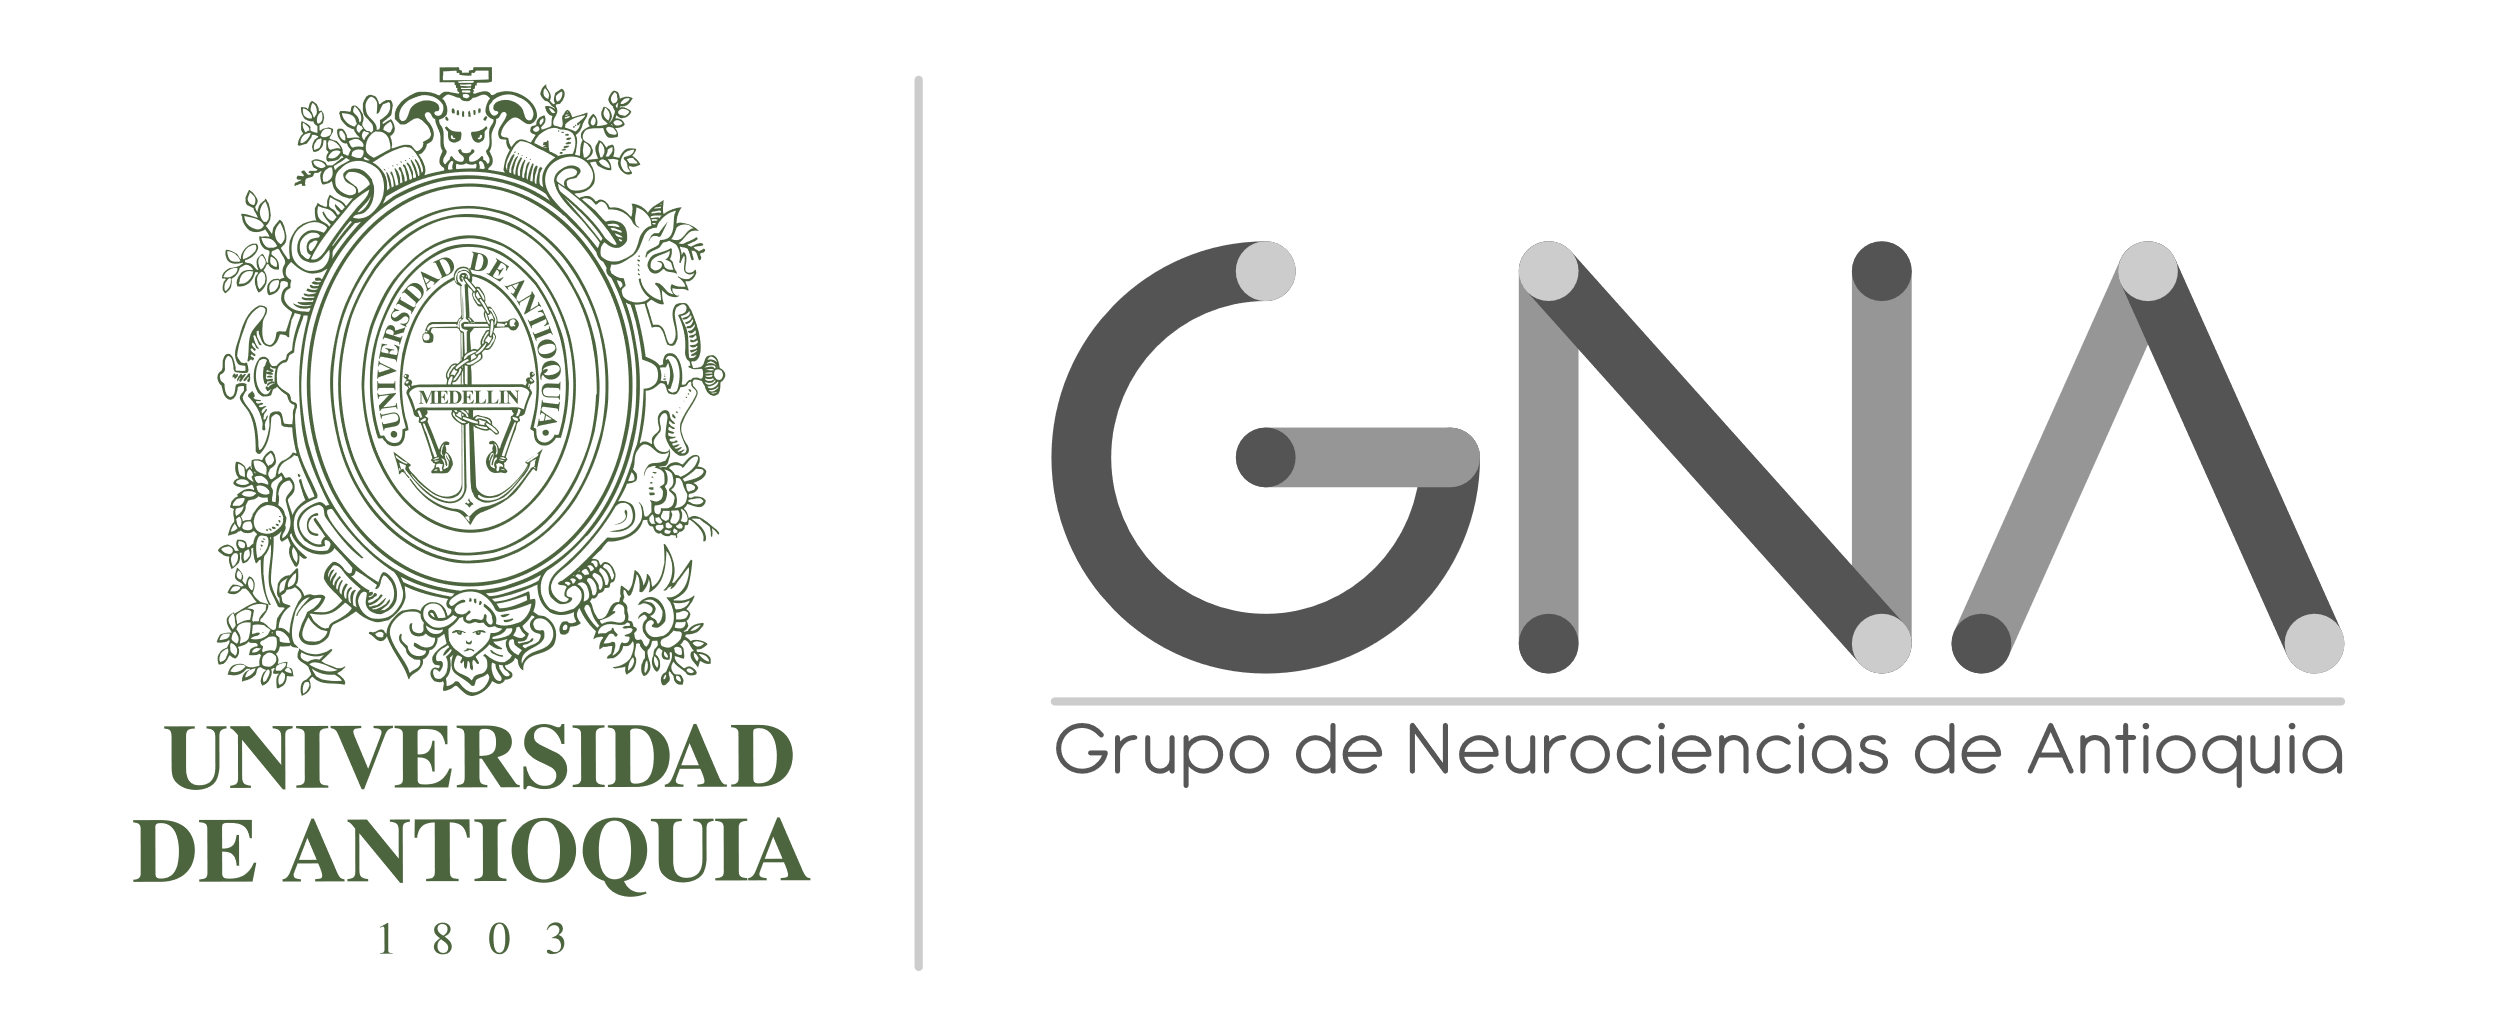 UNIVERSIDAD DE ANTIOQUIA
MEDELLIN
UNIVERSIDAD
DE ANTIOQUIA
1803
GNA
Grupo de Neurociencias de Antioquia